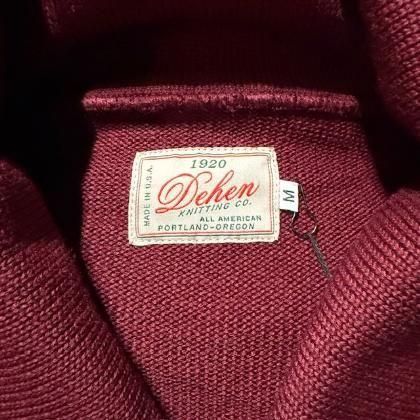 1920
Dehen
KNITTING CO.
ALL AMERICAN
PORTLAND-OREGON
MADE IN U.S.A.
M